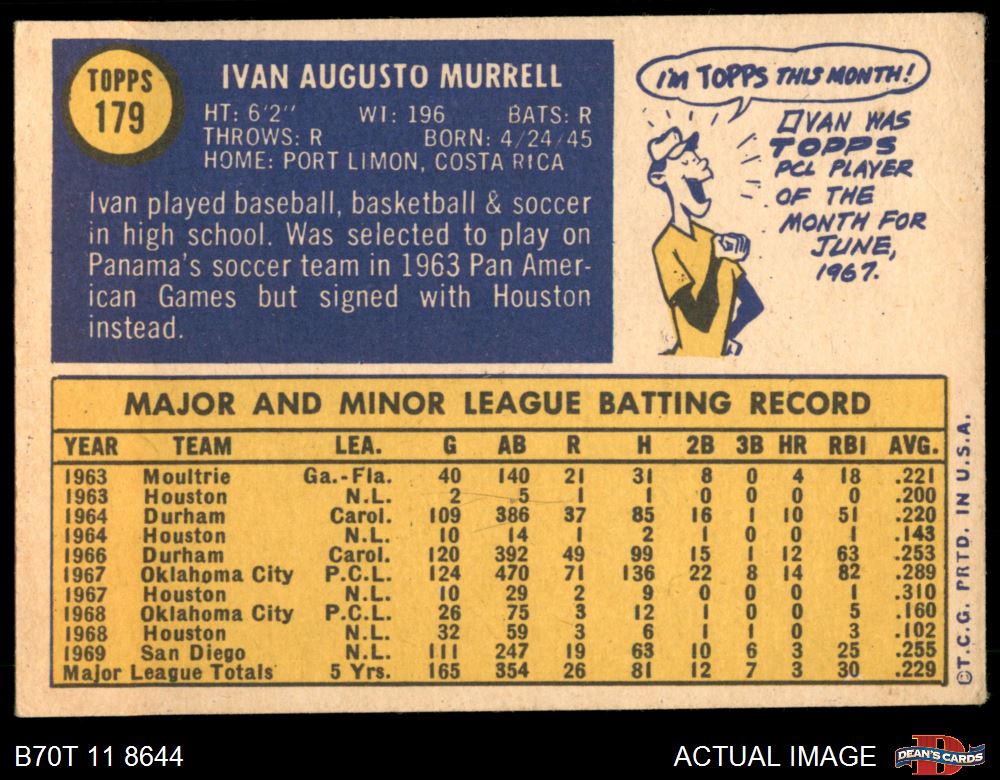 TOPPS
179
IVAN AUGUSTO MURRELL
HT: 6'2" WT: 196 BATS: R
THROWS: R BORN: 4/24/45
HOME: PORT LIMON, COSTA RICA
Ivan played baseball, basketball & soccer
in high school. Was selected to play on
Panama's soccer team in 1963 Pan Amer-
ican Games but signed with Houston
instead.
I'M TOPPS THIS MONTH!
IVAN WAS
TOPPS
PCL PLAYER
OF THE
MONTH FOR
JUNE,
1967.
MAJOR AND MINOR LEAGUE BATTING RECORD
YEAR TEAM LEA. G AB R H 2B 3B HR RBI AVG.
1963 Moultrie Ga.-Fla. 40 140 21 31 8 0 4 18 .221
1963 Houston N.L. 2 5 1 1 0 0 0 0 .200
1964 Durham Carol. 109 386 37 85 16 1 10 51 .220
1964 Houston N.L. 10 14 1 2 1 0 0 1 .143
1966 Durham Carol. 120 392 49 99 15 1 12 63 .253
1967 Oklahoma City P.C.L. 124 470 71 136 22 8 14 82 .289
1967 Houston N.L. 10 29 2 9 0 0 0 1 .310
1968 Oklahoma City P.C.L. 26 75 3 12 1 0 0 5 .160
1968 Houston N.L. 32 59 3 6 1 1 0 3 .102
1969 San Diego N.L. 111 247 19 63 10 6 3 25 .255
Major League Totals 5 Yrs. 165 354 26 81 12 7 3 30 .229
©T.C.G. PRTD. IN U.S.A.
B70T 11 8644
ACTUAL IMAGE
DEAN'S CARDS